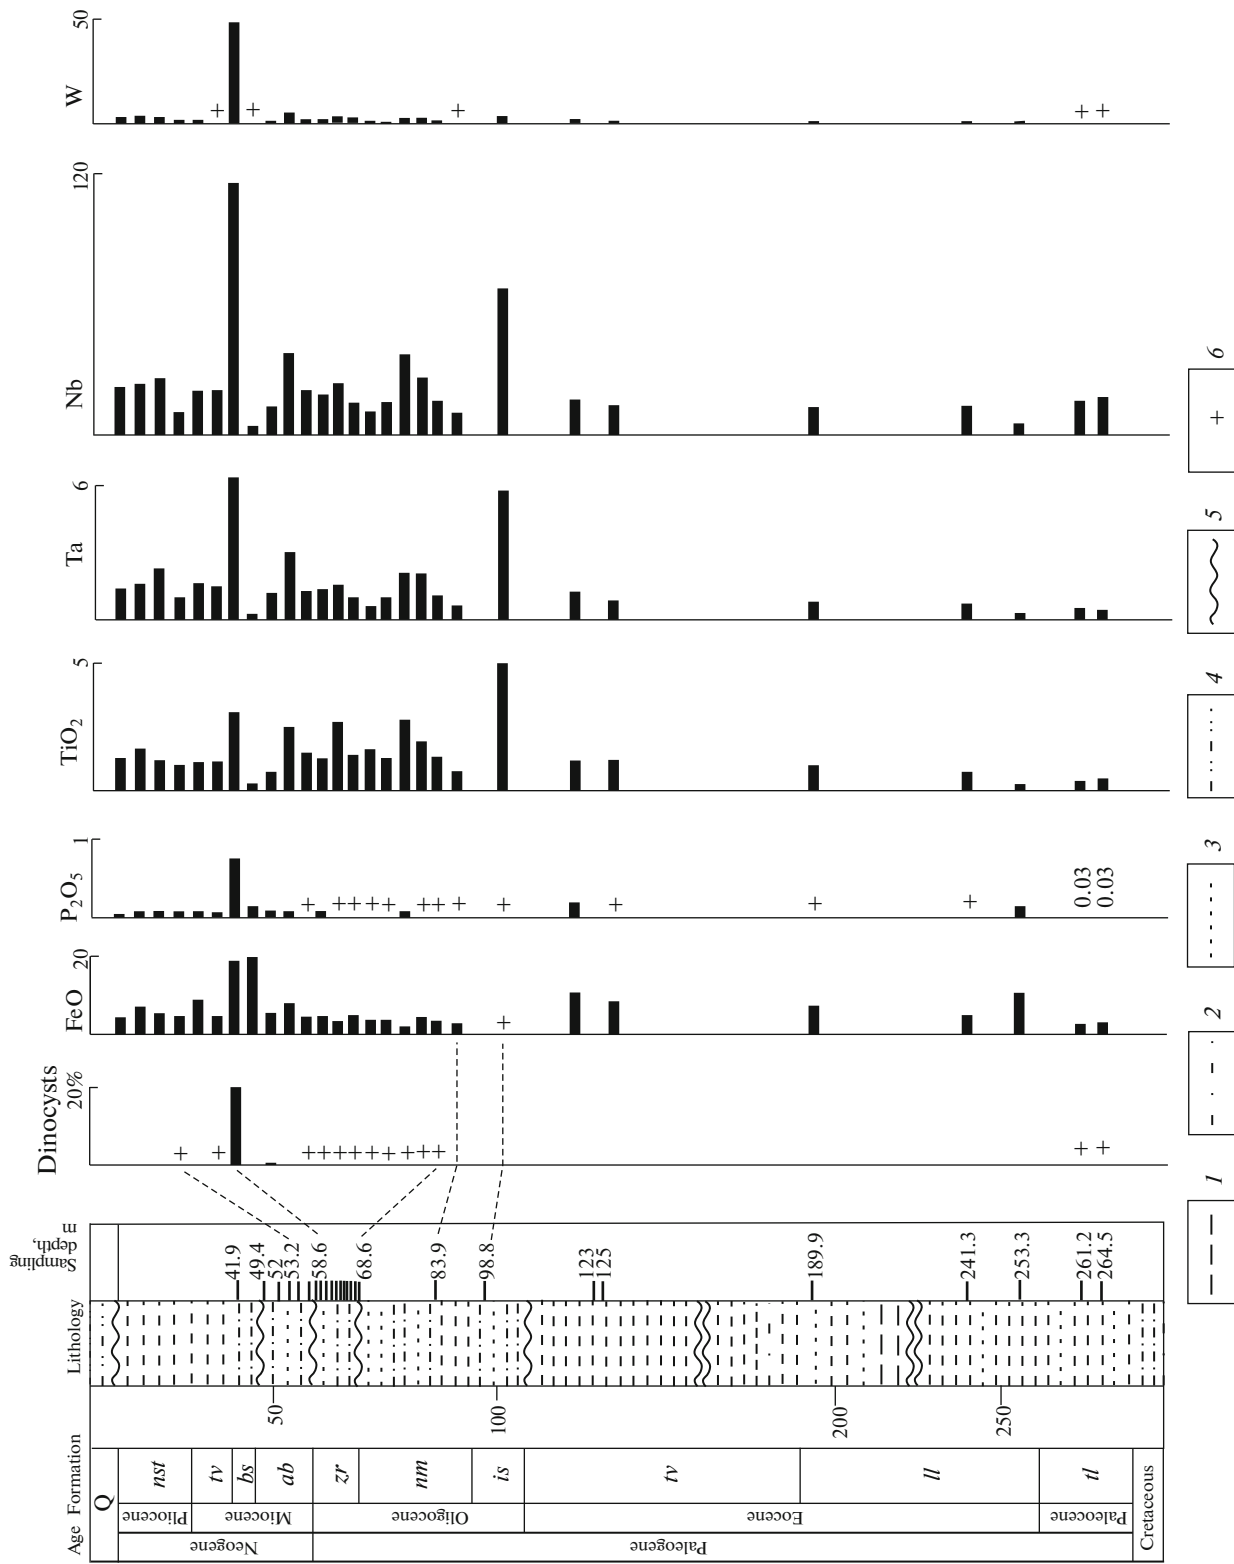 50
W
+
+
+
+
+
120
Nb
6
Ta
5
TiO2
1
P2O5
+
+
+
+
+
+
+
+
+
+
+
0.03
0.03
20
FeO
+
Dinocysts
20%
+
+
+
+
+
+
+
+
+
+
+
+
+
Sampling
depth,
m
41.9
49.4
52
53.2
58.6
68.6
83.9
98.8
123
125
189.9
241.3
253.3
261.2
264.5
Lithology
50
100
200
250
Formation
Q
nst
tv
bs
ab
zr
nm
is
tv
ll
tl
Age
Pliocene
Miocene
Oligocene
Eocene
Paleocene
Neogene
Paleogene
Cretaceous
1
2
3
4
5
6
+